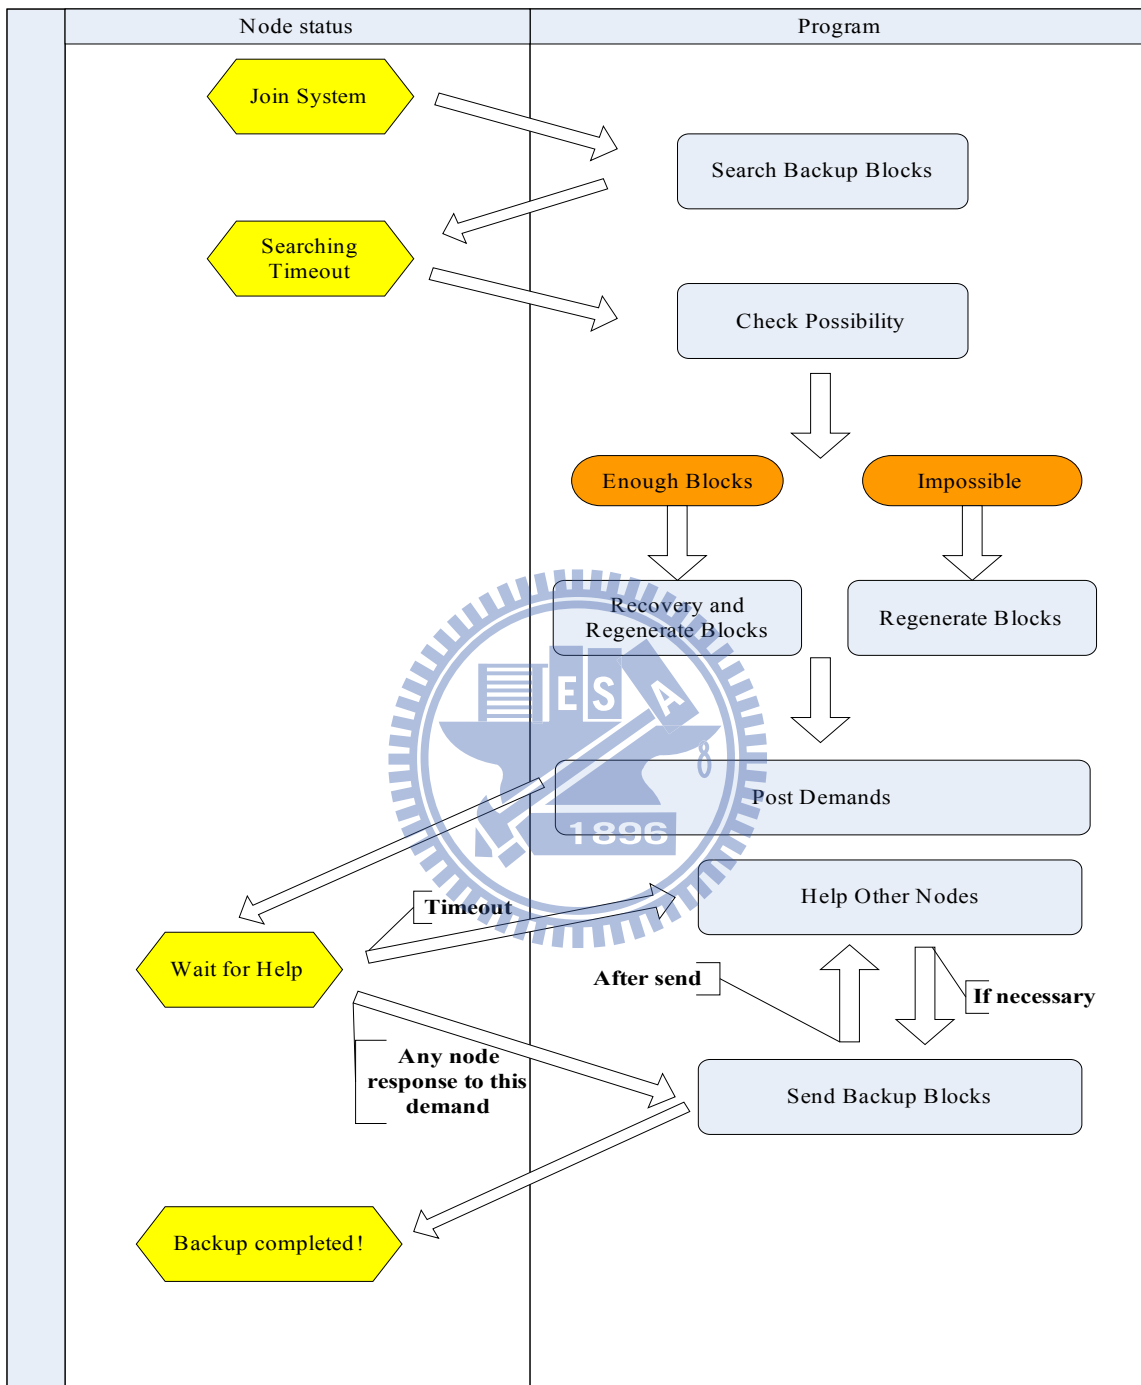 Node status
Program
Join System
Search Backup Blocks
Searching
Timeout
Check Possibility
Enough Blocks
Impossible
Recovery and
Regenerate Blocks
Regenerate Blocks
E S A
Post Demands
1896
Timeout
Help Other Nodes
Wait for Help
After send
If necessary
Any node
response to this
demand
Send Backup Blocks
Backup completed!